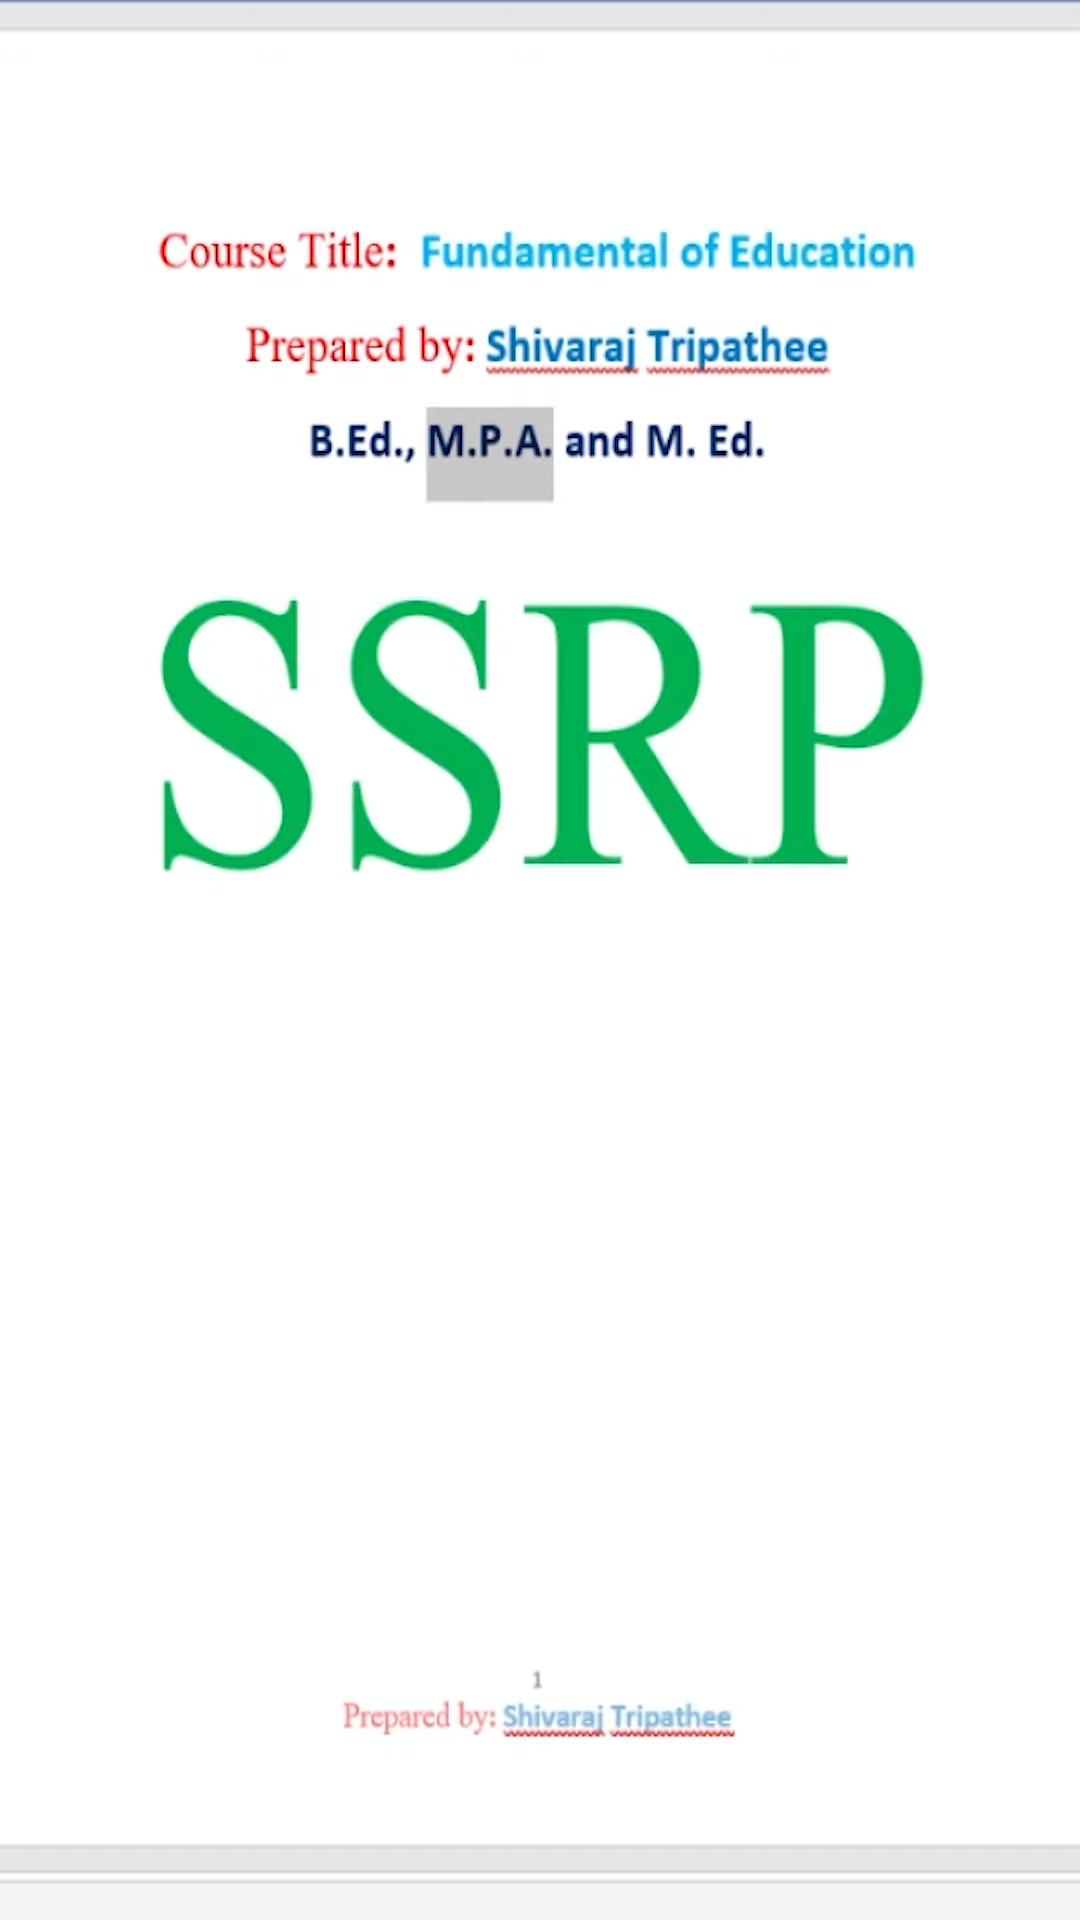 Course Title: Fundamental of Education
Prepared by: Shivaraj Tripathee
B.Ed., M.P.A. and M. Ed.
SSRP
1
Prepared by: Shivaraj Tripathee